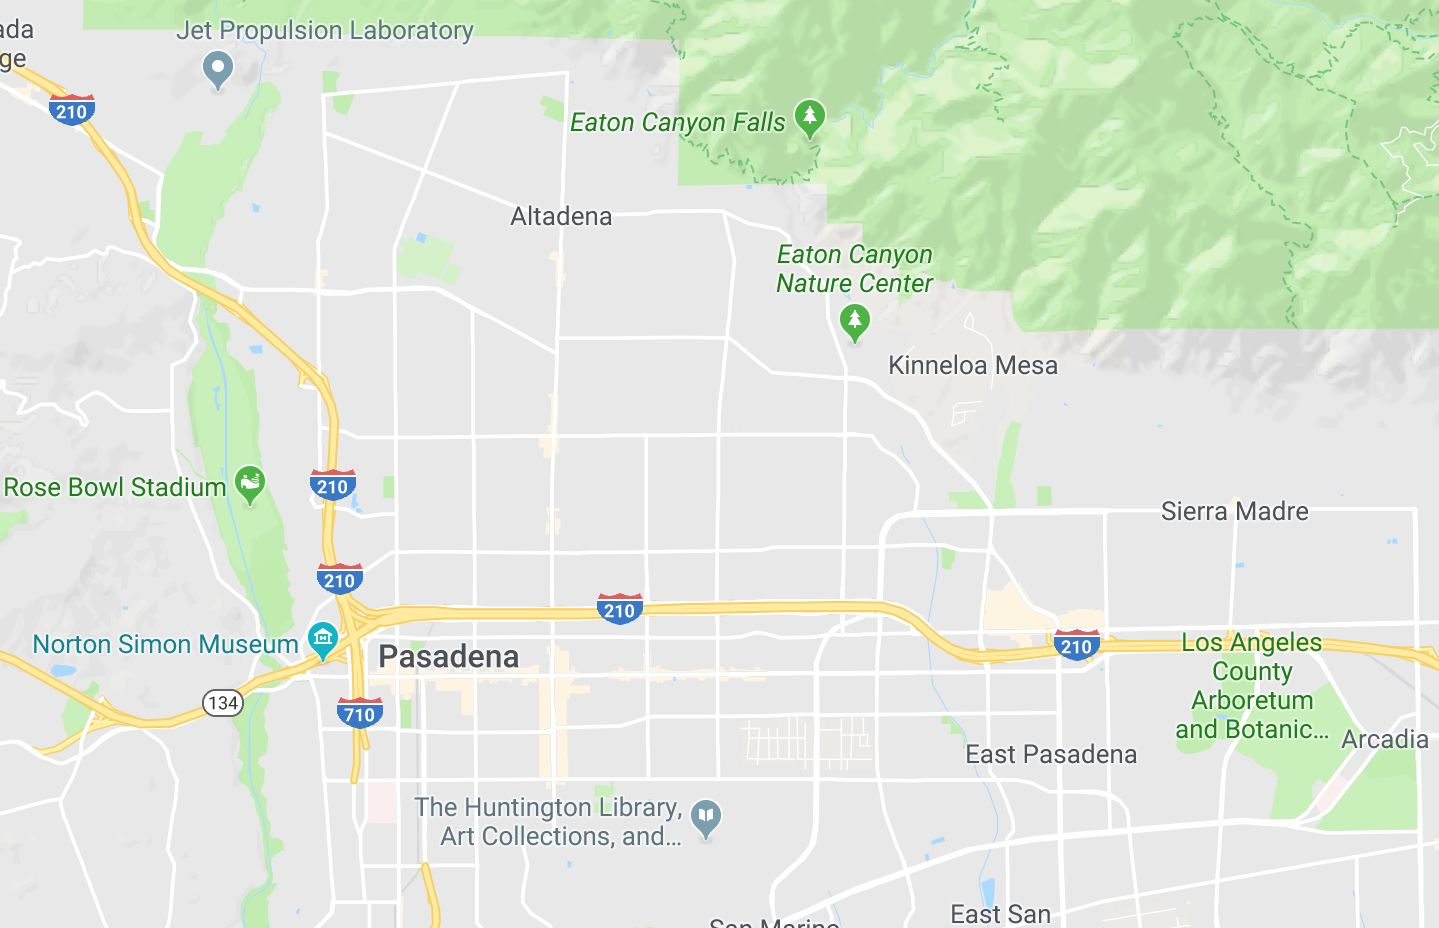 ada
ge
Jet Propulsion Laboratory
210
Eaton Canyon Falls
Altadena
Eaton Canyon
Nature Center
Kinneloa Mesa
Rose Bowl Stadium
210
Sierra Madre
210
210
Norton Simon Museum
Pasadena
210
Los Angeles
County
Arboretum
and Botanic...
134
710
Arcadia
East Pasadena
The Huntington Library,
Art Collections, and...
East San
San Marino